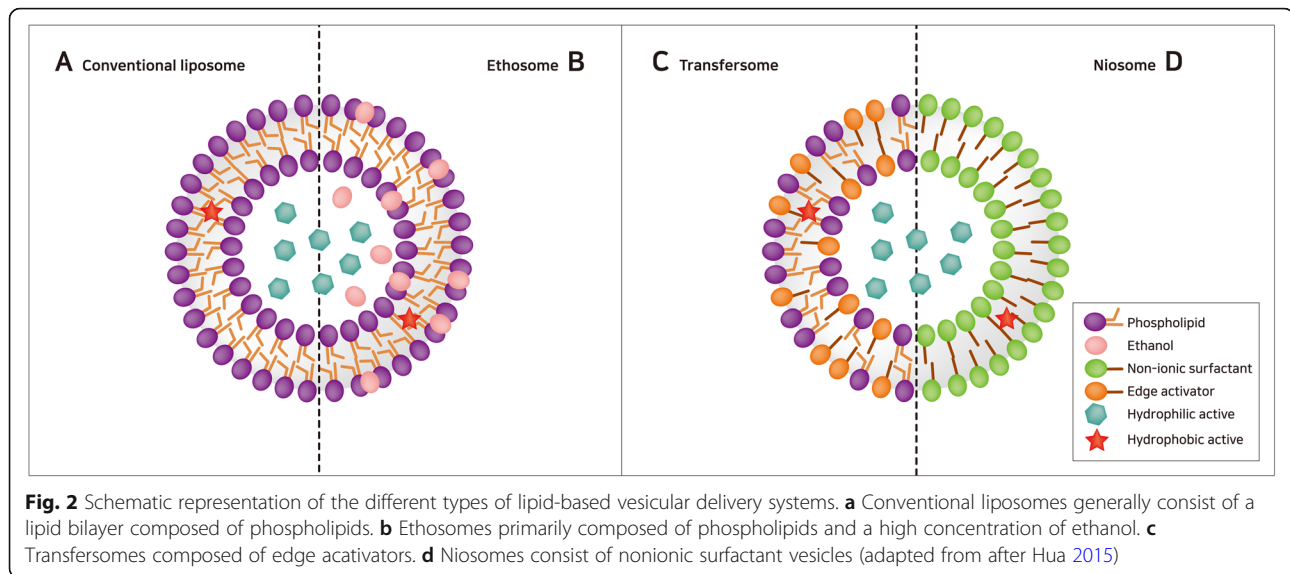 A Conventional liposome
Ethosome B
C Transfersome
Niosome D
Phospholipid
Ethanol
Non-ionic surfactant
Edge activator
Hydrophilic active
Hydrophobic active
Fig. 2 Schematic representation of the different types of lipid-based vesicular delivery systems. a Conventional liposomes generally consist of a
lipid bilayer composed of phospholipids. b Ethosomes primarily composed of phospholipids and a high concentration of ethanol. c
Transfersomes composed of edge acativators. d Niosomes consist of nonionic surfactant vesicles (adapted from after Hua 2015)